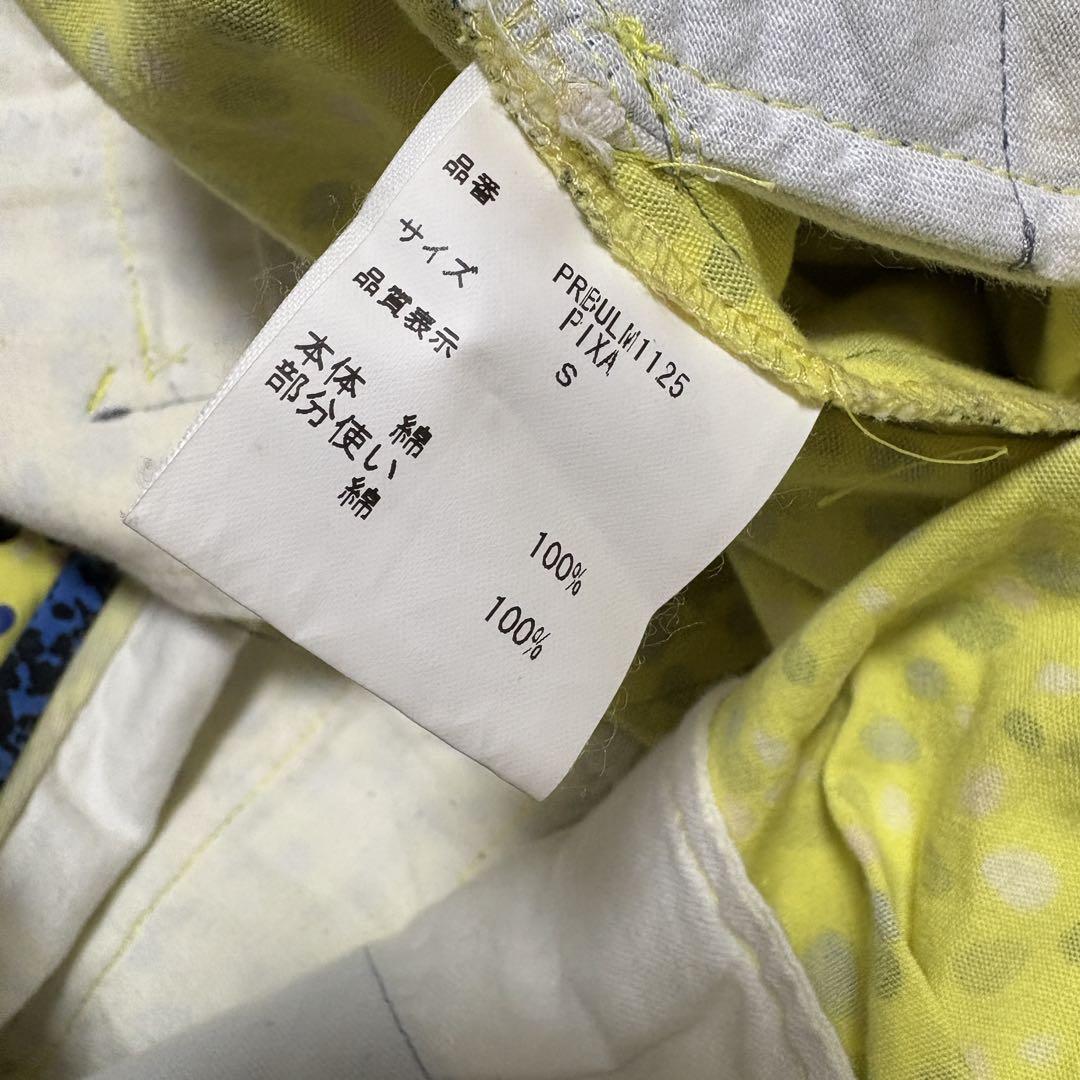 品番 PRBULM1125
PIXA
サイズ S
品質表示
本体 綿 100%
部分使い
綿 100%